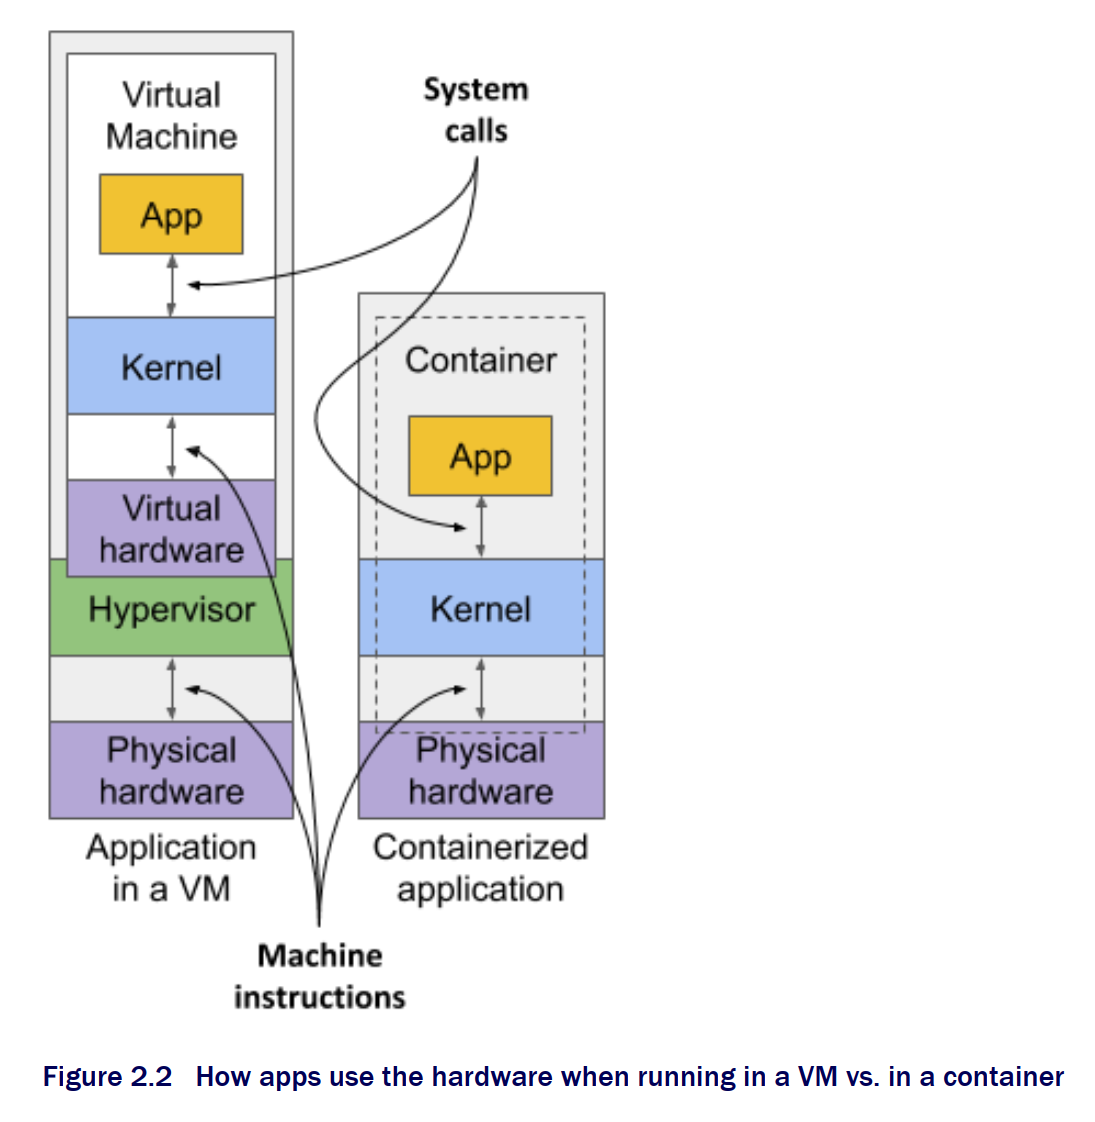 Virtual
Machine
App
Kernel
Virtual
hardware
Hypervisor
Physical
hardware
Application
in a VM
System
calls
Container
App
Kernel
Physical
hardware
Containerized
application
Machine
instructions
Figure 2.2 How apps use the hardware when running in a VM vs. in a container